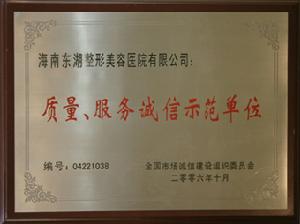 海南东湖整形美容医院有限公司：
质量、服务诚信示范单位
编号：04221038
全国市场诚信建设组织委员会
二〇〇六年十月